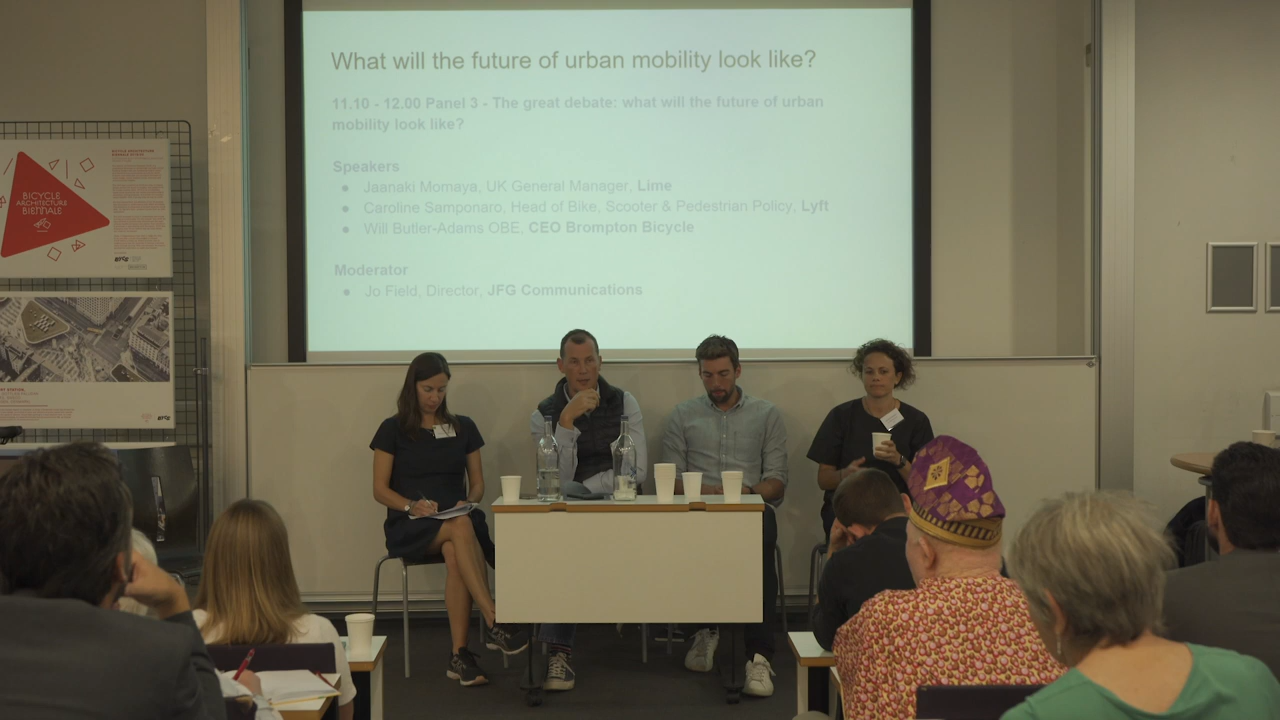 What will the future of urban mobility look like?
11.10 - 12.00 Panel 3 - The great debate: what will the future of urban
mobility look like?
Speakers
● Jaanaki Momaya, UK General Manager, Lime
● Caroline Samponaro, Head of Bike, Scooter & Pedestrian Policy, Lyft
● Will Butler-Adams OBE, CEO Brompton Bicycle
Moderator
● Jo Field, Director, JFG Communications
BICYCLE
ARCHITECTURE
BIENNALE